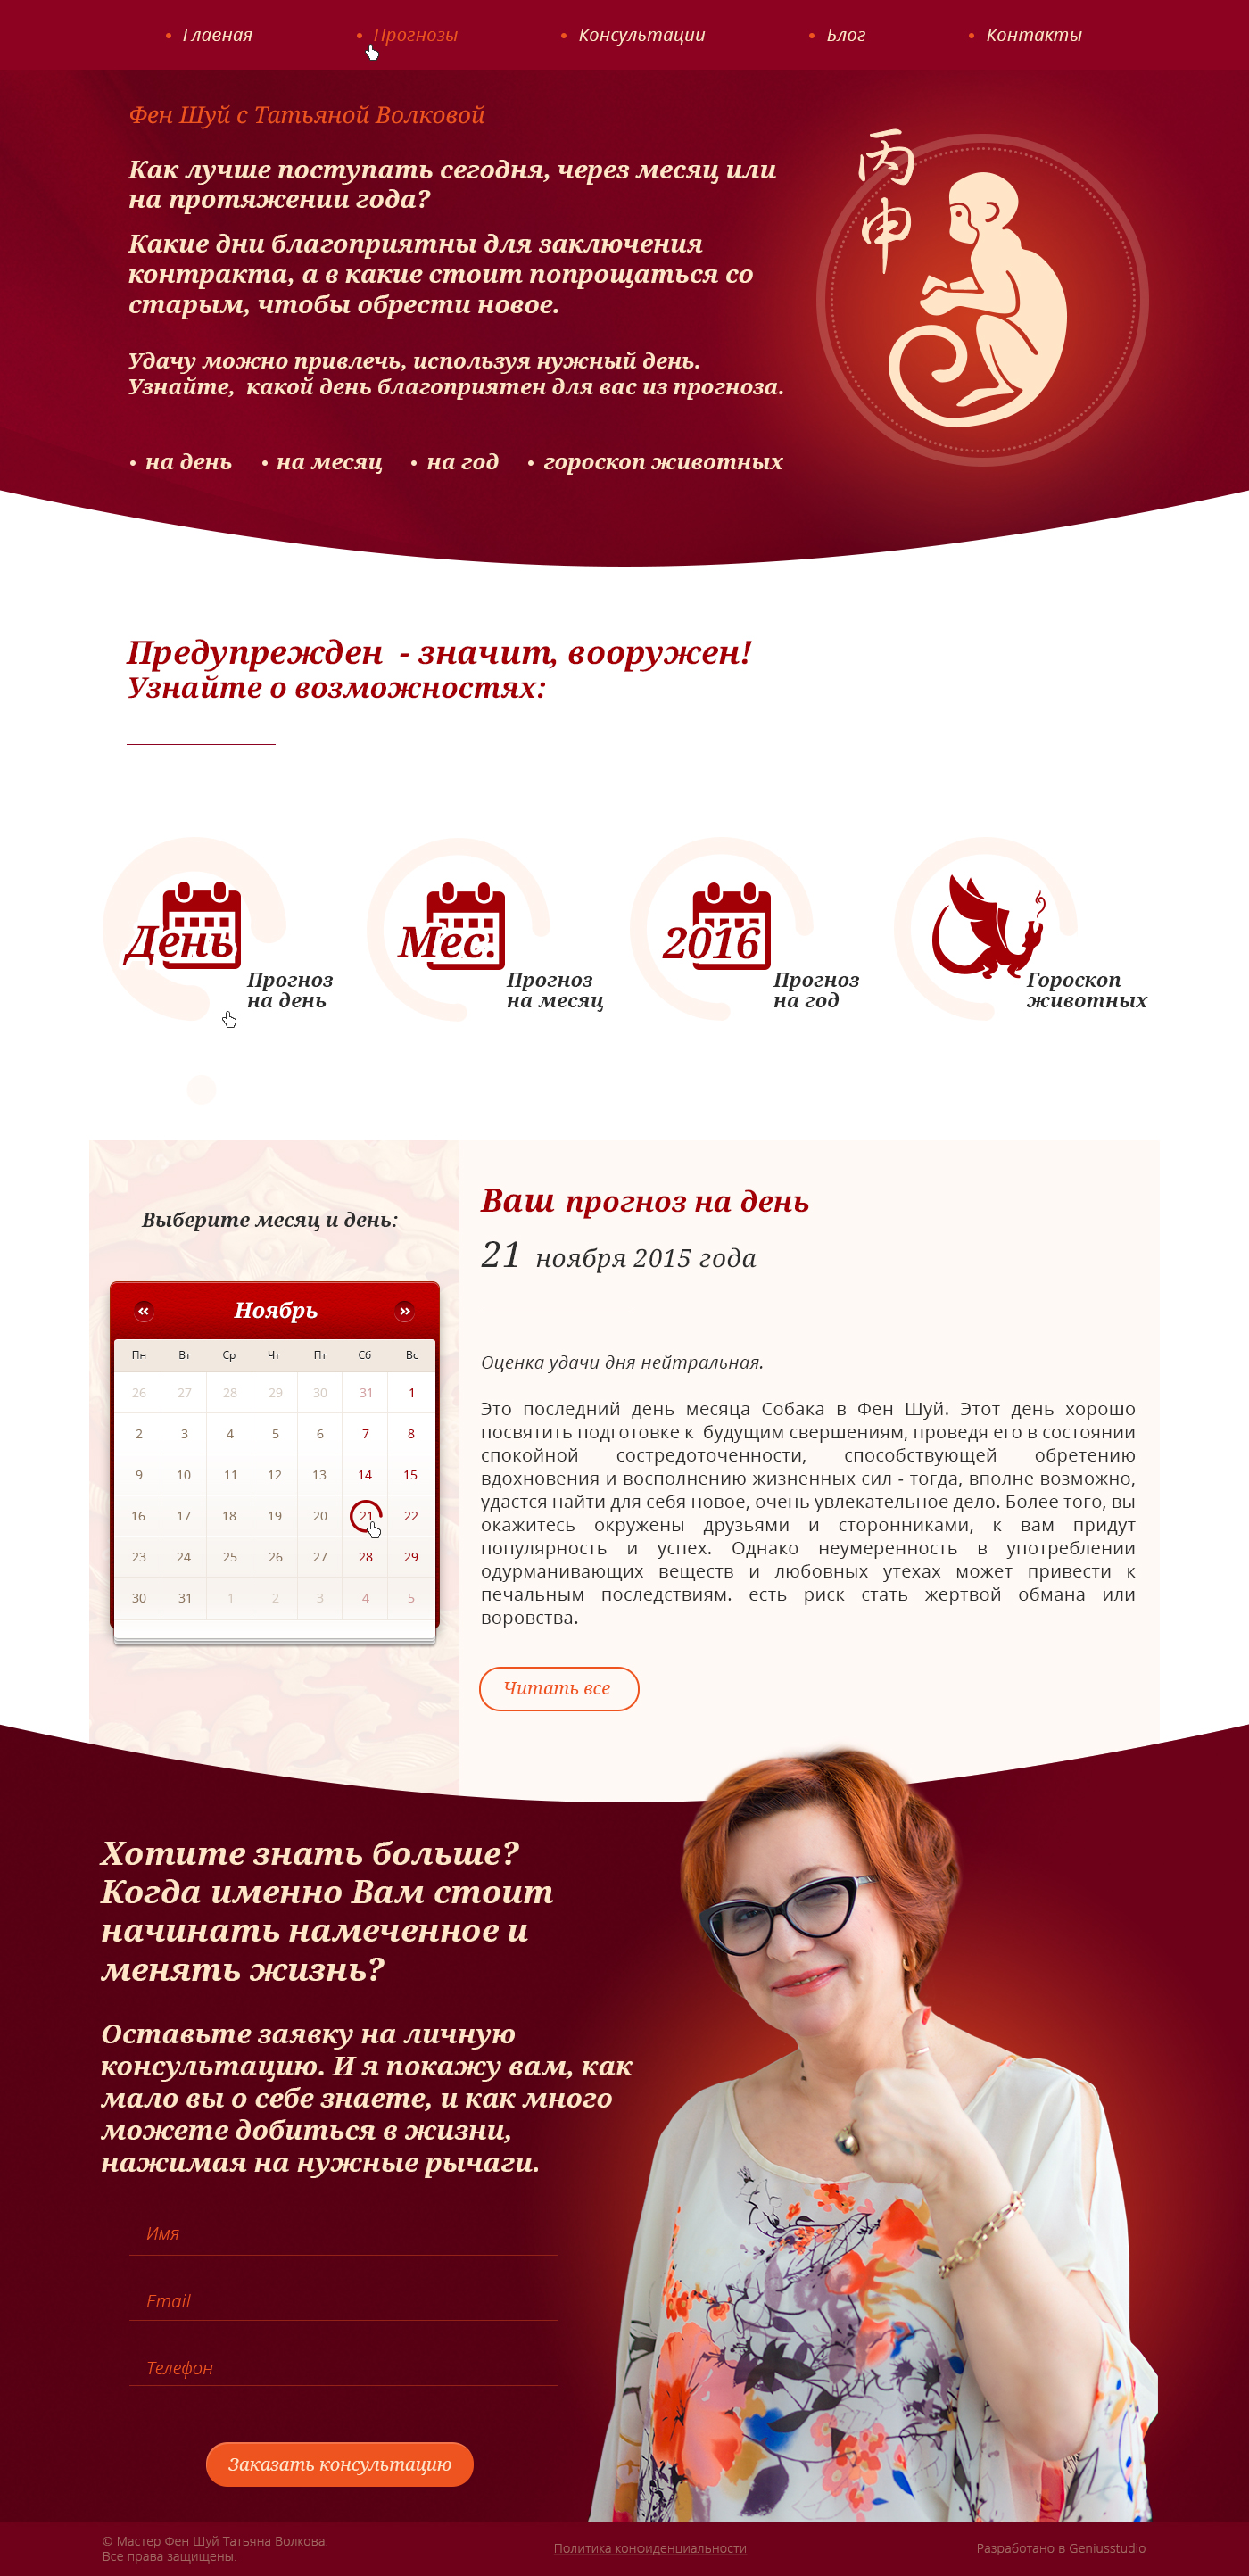 Главная
Прогнозы
Консультации
Блог
Контакты
Фен Шуй с Татьяной Волковой
Как лучше поступать сегодня, через месяц или
на протяжении года?
Какие дни благоприятны для заключения
контракта, а в какие стоит попрощаться со
старым, чтобы обрести новое.
Удачу можно привлечь, используя нужный день.
Узнайте,  какой день благоприятен для вас из прогноза.
• на день
• на месяц
• на год
• гороскоп животных
丙
申
Предупрежден  - значит, вооружен!
Узнайте о возможностях:
День
Прогноз
на день
Мес.
Прогноз
на месяц
2016
Прогноз
на год
Гороскоп
животных
Выберите месяц и день:
Ноябрь
Пн Вт Ср Чт Пт Сб Вс
26 27 28 29 30 31 1
2 3 4 5 6 7 8
9 10 11 12 13 14 15
16 17 18 19 20 21 22
23 24 25 26 27 28 29
30 31 1 2 3 4 5
Ваш прогноз на день
21 ноября 2015 года
Оценка удачи дня нейтральная.
Это последний день месяца Собака в Фен Шуй. Этот день хорошо
посвятить подготовке к  будущим свершениям, проведя его в состоянии
спокойной состредоточенности, способствующей обретению
вдохновения и восполнению жизненных сил - тогда, вполне возможно,
удастся найти для себя новое, очень увлекательное дело. Более того, вы
окажитесь окружены друзьями и сторонниками, к вам придут
популярность и успех. Однако неумеренность в употреблении
одурманивающих веществ и любовных утехах может привести к
печальным последствиям. есть риск стать жертвой обмана или
воровства.
Читать все
Хотите знать больше?
Когда именно Вам стоит
начинать намеченное и
менять жизнь?
Оставьте заявку на личную
консультацию. И я покажу вам, как
мало вы о себе знаете, и как много
можете добиться в жизни,
нажимая на нужные рычаги.
Имя
Email
Телефон
Заказать консультацию
© Мастер Фен Шуй Татьяна Волкова.
Все права защищены.
Политика конфиденциальности
Разработано в Geniusstudio